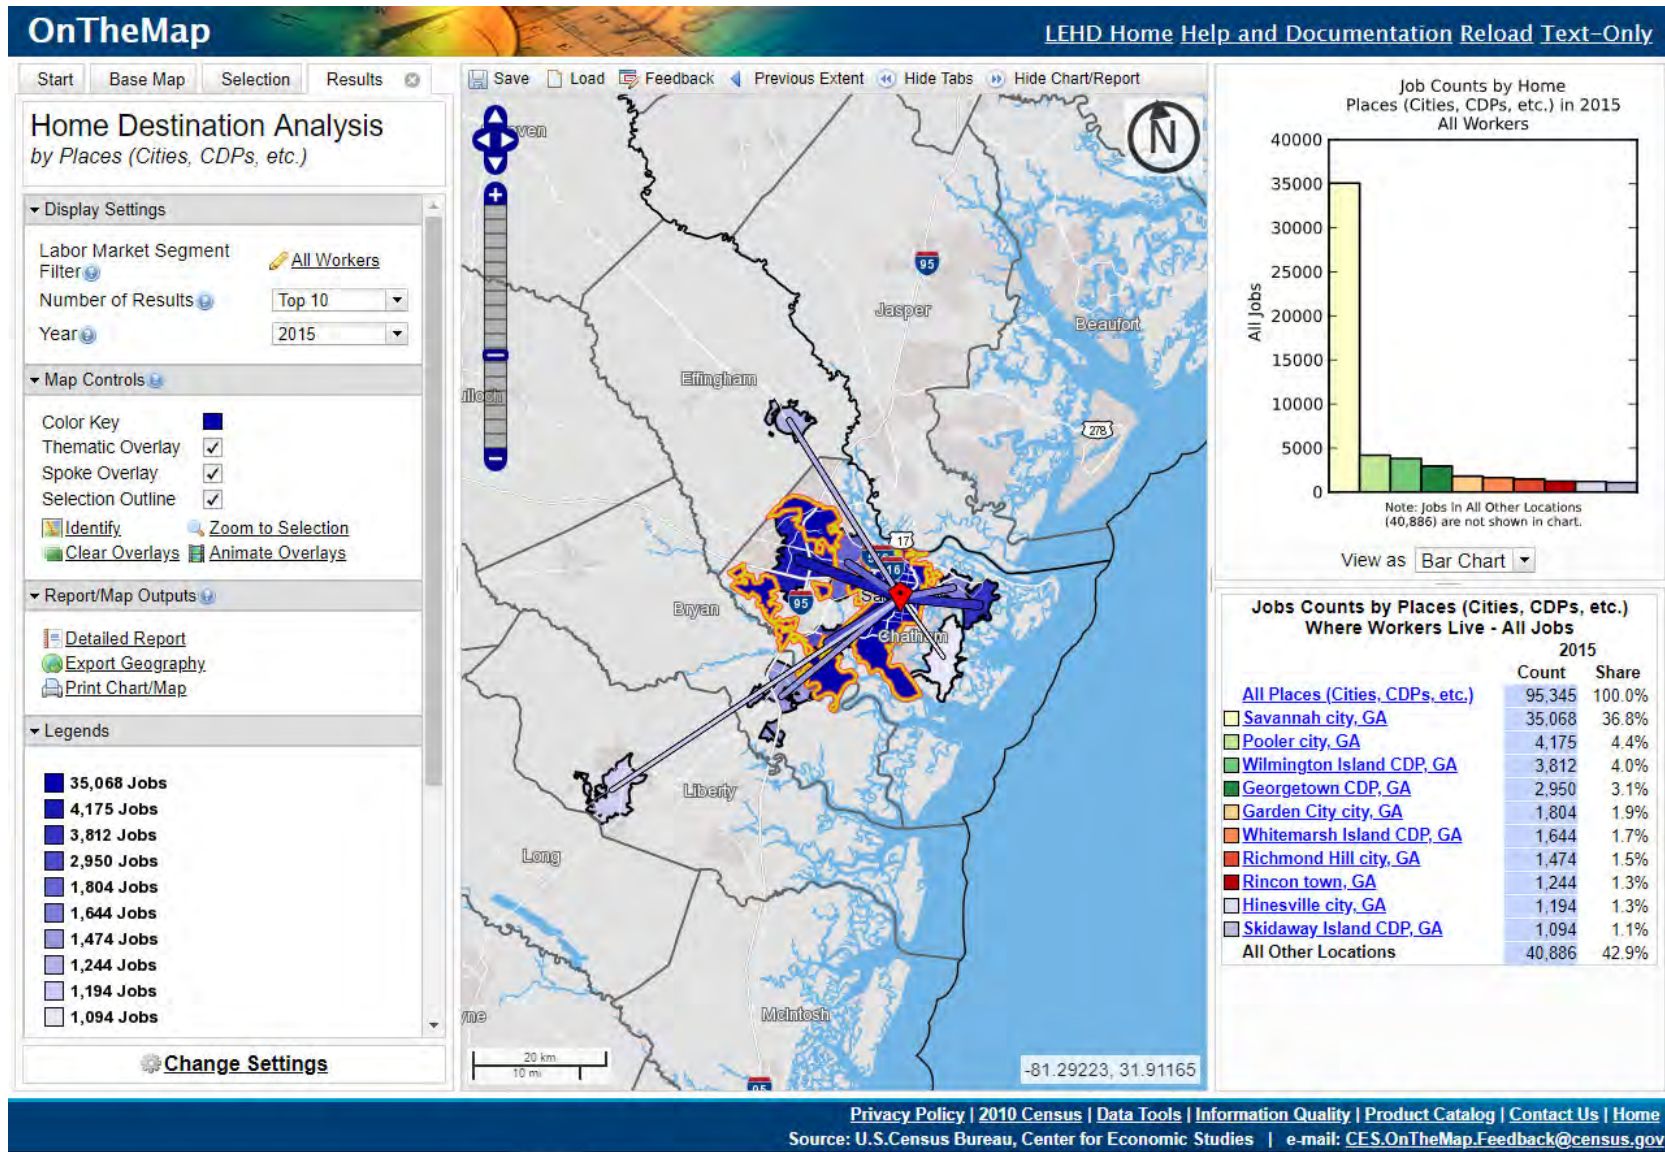 OnTheMap
LEHD Home Help and Documentation Reload Text-Only
Start Base Map Selection Results
Home Destination Analysis
by Places (Cities, CDPs, etc.)
Display Settings
Labor Market Segment
Filter
All Workers
Number of Results
Top 10
Year
2015
Map Controls
Color Key
Thematic Overlay
Spoke Overlay
Selection Outline
Identify Zoom to Selection
Clear Overlays Animate Overlays
Report/Map Outputs
Detailed Report
Export Geography
Print Chart/Map
Legends
35,068 Jobs
4,175 Jobs
3,812 Jobs
2,950 Jobs
1,804 Jobs
1,644 Jobs
1,474 Jobs
1,244 Jobs
1,194 Jobs
1,094 Jobs
Change Settings
Save Load Feedback Previous Extent Hide Tabs Hide Chart/Report
N
95
Jasper
Beaufort
Effingham
278
17
16
95
Bryan
Chatham
Liberty
Long
McIntosh
20 km
10 mi
95
-81.29223, 31.91165
Job Counts by Home
Places (Cities, CDPs, etc.) in 2015
All Workers
40000
35000
30000
25000
20000
15000
10000
5000
0
All Jobs
Note: Jobs in All Other Locations
(40,886) are not shown in chart.
View as Bar Chart
Jobs Counts by Places (Cities, CDPs, etc.)
Where Workers Live - All Jobs
2015
Count Share
All Places (Cities, CDPs, etc.) 95,345 100.0%
Savannah city, GA 35,068 36.8%
Pooler city, GA 4,175 4.4%
Wilmington Island CDP, GA 3,812 4.0%
Georgetown CDP, GA 2,950 3.1%
Garden City city, GA 1,804 1.9%
Whitemarsh Island CDP, GA 1,644 1.7%
Richmond Hill city, GA 1,474 1.5%
Rincon town, GA 1,244 1.3%
Hinesville city, GA 1,194 1.3%
Skidaway Island CDP, GA 1,094 1.1%
All Other Locations 40,886 42.9%
Privacy Policy | 2010 Census | Data Tools | Information Quality | Product Catalog | Contact Us | Home
Source: U.S.Census Bureau, Center for Economic Studies | e-mail: CES.OnTheMap.Feedback@census.gov